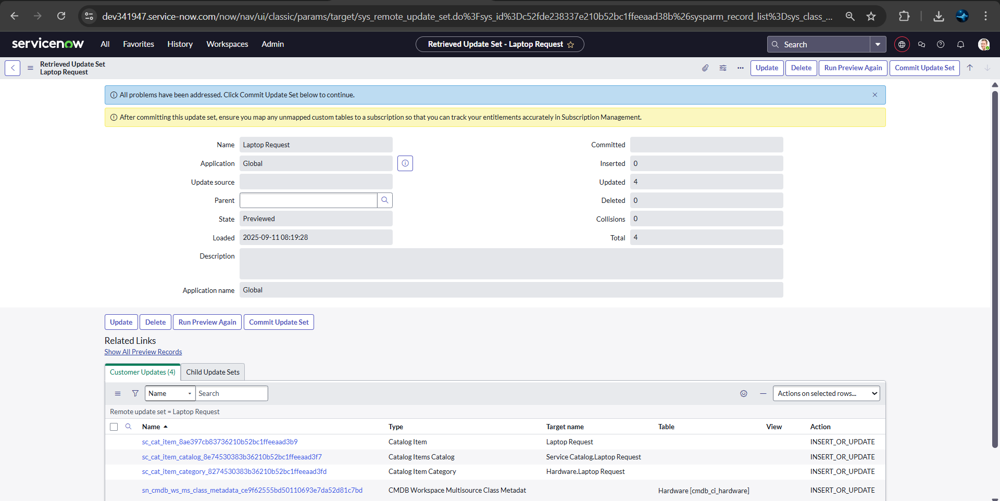 dev341947.service-now.com/now/nav/ui/classic/params/target/sys_remote_update_set.do%3Fsys_id%3Dc52fde238337e210b52bc1ffeeaad38b%26sysparm_record_list%3Dsys_class_...
servicenow All Favorites History Workspaces Admin Retrieved Update Set - Laptop Request Search
Retrieved Update Set
Laptop Request
Update Delete Run Preview Again Commit Update Set
All problems have been addressed. Click Commit Update Set below to continue.
After committing this update set, ensure you map any unmapped custom tables to a subscription so that you can track your entitlements accurately in Subscription Management.
Name Laptop Request Committed
Application Global Inserted 0
Update source Updated 4
Parent Deleted 0
State Previewed Collisions 0
Loaded 2025-09-11 08:19:28 Total 4
Description
Application name Global
Update Delete Run Preview Again Commit Update Set
Related Links
Show All Preview Records
Customer Updates (4) Child Update Sets
Name Search Actions on selected rows...
Remote update set = Laptop Request
Name Type Target name Table View Action
sc_cat_item_8ae397cb83736210b52bc1ffeeaad3b9 Catalog Item Laptop Request INSERT_OR_UPDATE
sc_cat_item_catalog_8e74530383b36210b52bc1ffeeaad3f7 Catalog Items Catalog Service Catalog.Laptop Request INSERT_OR_UPDATE
sc_cat_item_category_8274530383b36210b52bc1ffeeaad3fd Catalog Item Category Hardware.Laptop Request INSERT_OR_UPDATE
sn_cmdb_ws_ms_class_metadata_ce9f62555bd50110693e7da52d81c7bd CMDB Workspace Multisource Class Metadat Hardware [cmdb_ci_hardware] INSERT_OR_UPDATE